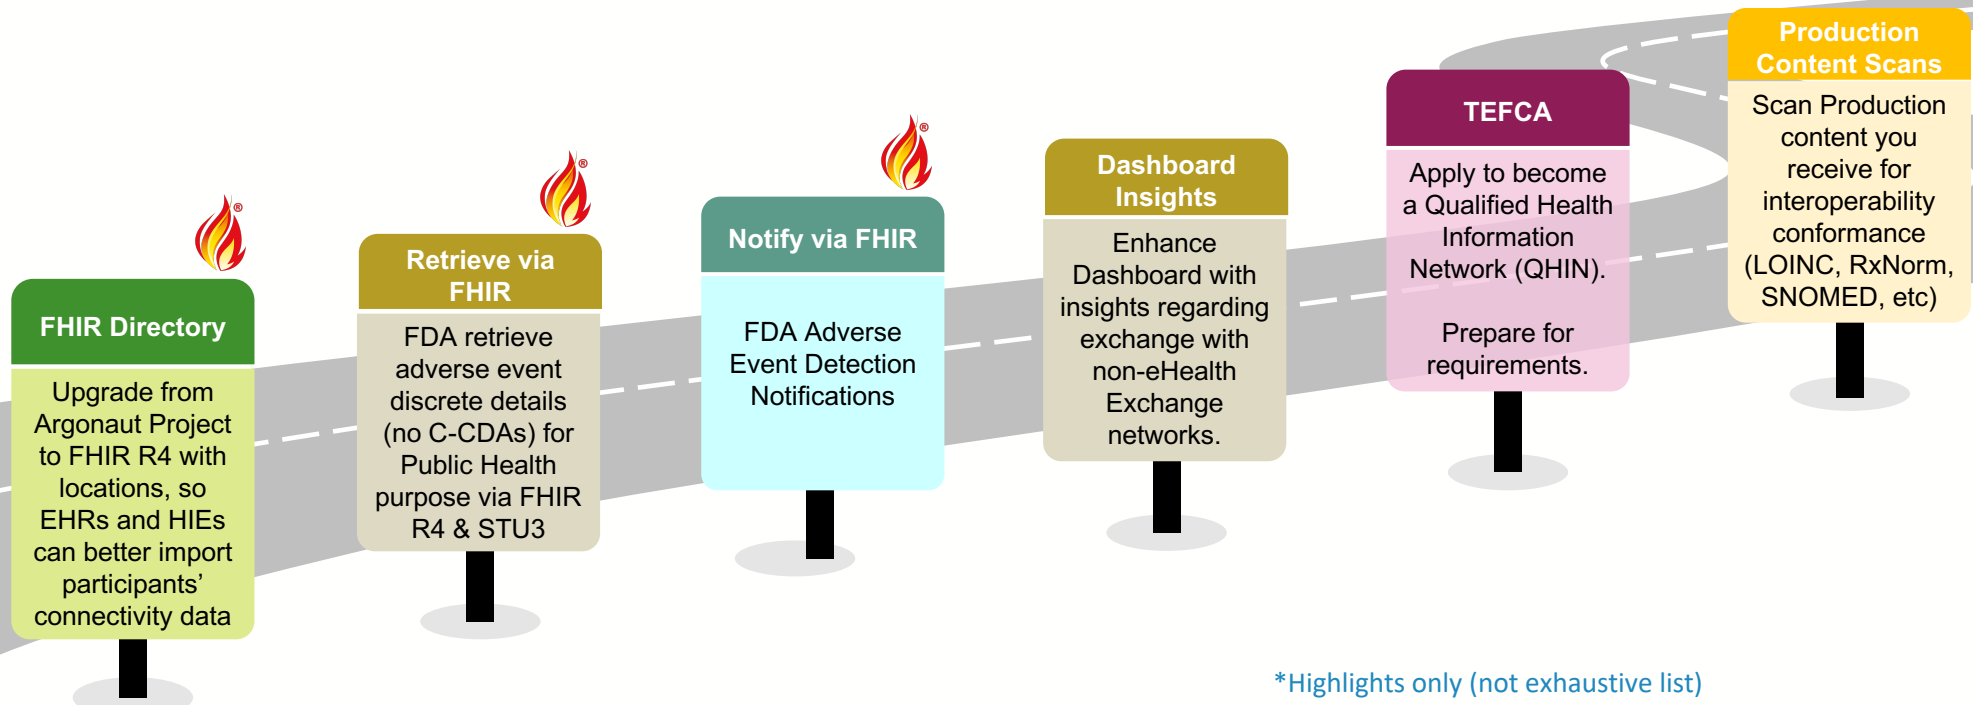 FHIR Directory
Upgrade from
Argonaut Project
to FHIR R4 with
locations, so
EHRs and HIEs
can better import
participants’
connectivity data
®
Retrieve via
FHIR
FDA retrieve
adverse event
discrete details
(no C-CDAs) for
Public Health
purpose via FHIR
R4 & STU3
®
Notify via FHIR
FDA Adverse
Event Detection
Notifications
®
Dashboard
Insights
Enhance
Dashboard with
insights regarding
exchange with
non-eHealth
Exchange
networks.
TEFCA
Apply to become
a Qualified Health
Information
Network (QHIN).
Prepare for
requirements.
Production
Content Scans
Scan Production
content you
receive for
interoperability
conformance
(LOINC, RxNorm,
SNOMED, etc)
*Highlights only (not exhaustive list)